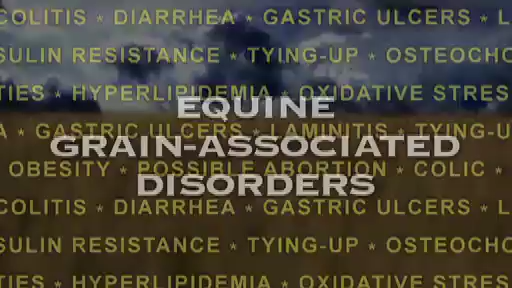 COLITIS * DIARRHEA * GASTRIC ULCERS * L
SULIN RESISTANCE * TYING-UP * OSTEOCHO
TIES * HYPERLIPIDEMIA * OXIDATIVE STRES
EQUINE
A * GASTRIC ULCERS * LAMINITIS * TYING-U
GRAIN-ASSOCIATED
OBESITY * POSSIBLE ABORTION * COLIC *
DISORDERS
COLITIS * DIARRHEA * GASTRIC ULCERS * L
SULIN RESISTANCE * TYING-UP * OSTEOCHO
TIES * HYPERLIPIDEMIA * OXIDATIVE STRES